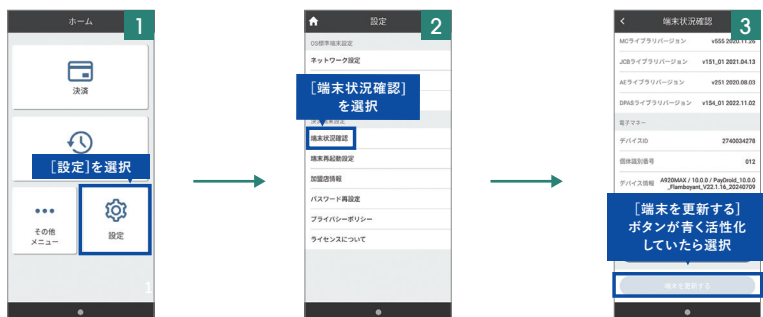 ホーム
1
決済
[設定]を選択
その他
メニュー
設定
1
設定
2
OS標準端末設定
ネットワーク設定
[端末状況確認]
を選択
決済端末設定
端末状況確認
端末再起動設定
加盟店情報
パスワード再設定
プライバシーポリシー
ライセンスについて
端末状況確認
3
MCライブラリバージョン v555 2020.11.26
JCBライブラリバージョン v151_01 2021.04.13
AEライブラリバージョン v251 2020.08.03
DPASライブラリバージョン v154_01 2022.11.02
電子マネー
デバイスID 2740034278
個体識別番号 012
デバイス情報 A920MAX / 10.0.0 / PayDroid_10.0.0
_Flamboyant_V22.1.16_20240709
[端末を更新する]
ボタンが青く活性化
していたら選択
端末を更新する